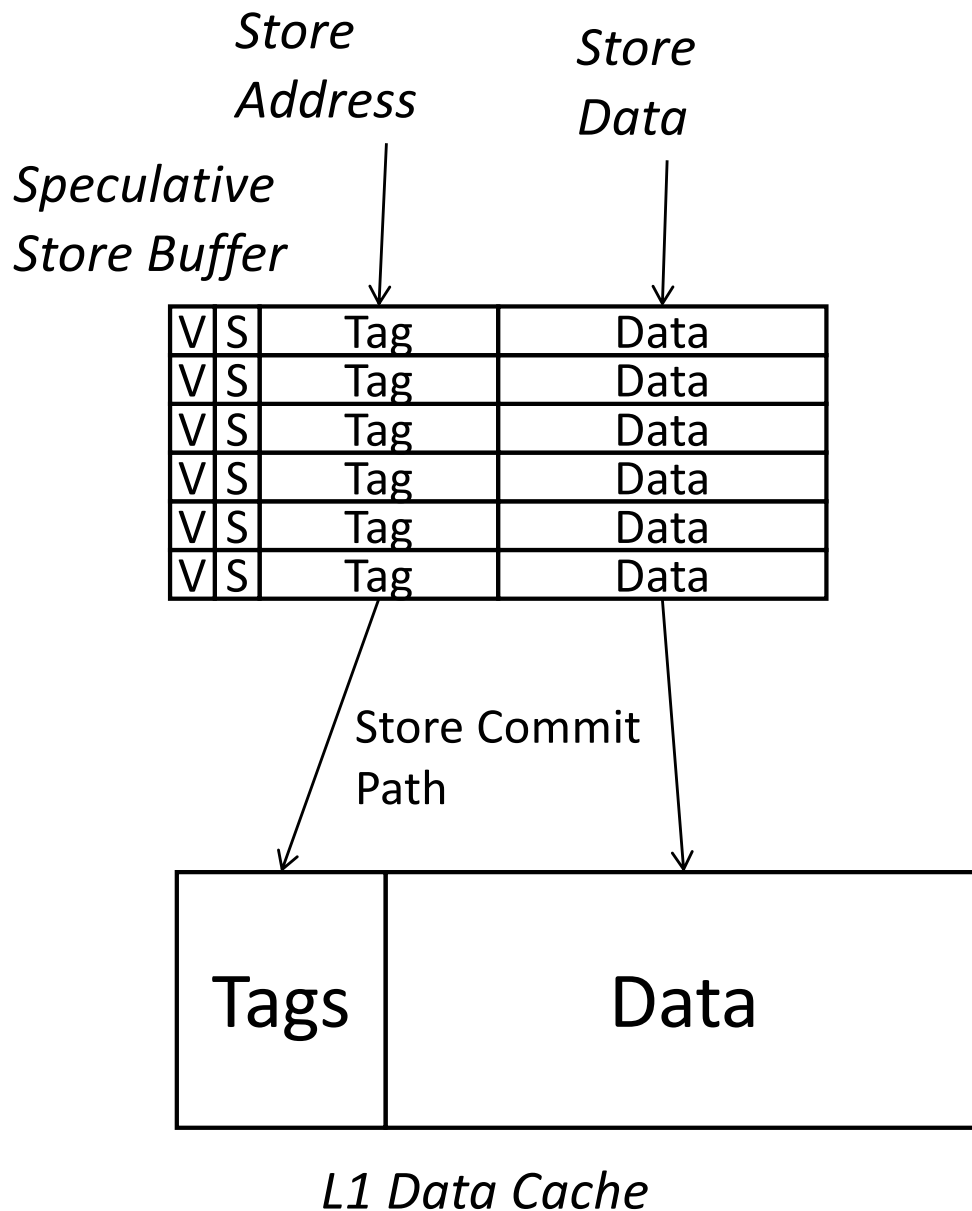 Store
Address
Store
Data
Speculative
Store Buffer
V S Tag Data
V S Tag Data
V S Tag Data
V S Tag Data
V S Tag Data
V S Tag Data
Store Commit
Path
Tags Data
L1 Data Cache